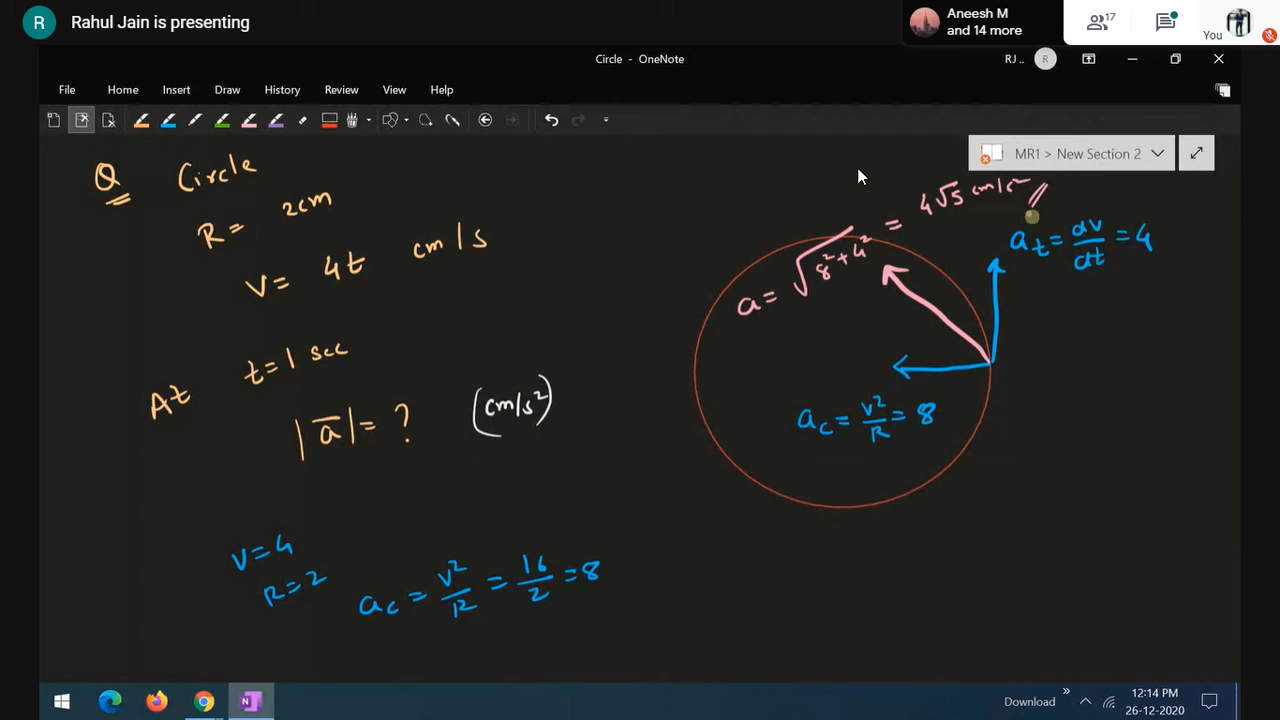 R Rahul Jain is presenting
Aneesh M
and 14 more
17
You
Circle - OneNote
RJ ..
R
File Home Insert Draw History Review View Help
MR1 > New Section 2
Q Circle
R = 2cm
V = 4t cm/s
At t=1 sec
|a̅| = ? (cm/s²)
V=4
R=2
a_c = v²/R = 16/2 = 8
a = √(8²+4²) = 4√5 cm/s²
a_t = dv/dt = 4
a_c = v²/R = 8
Download
12:14 PM
26-12-2020